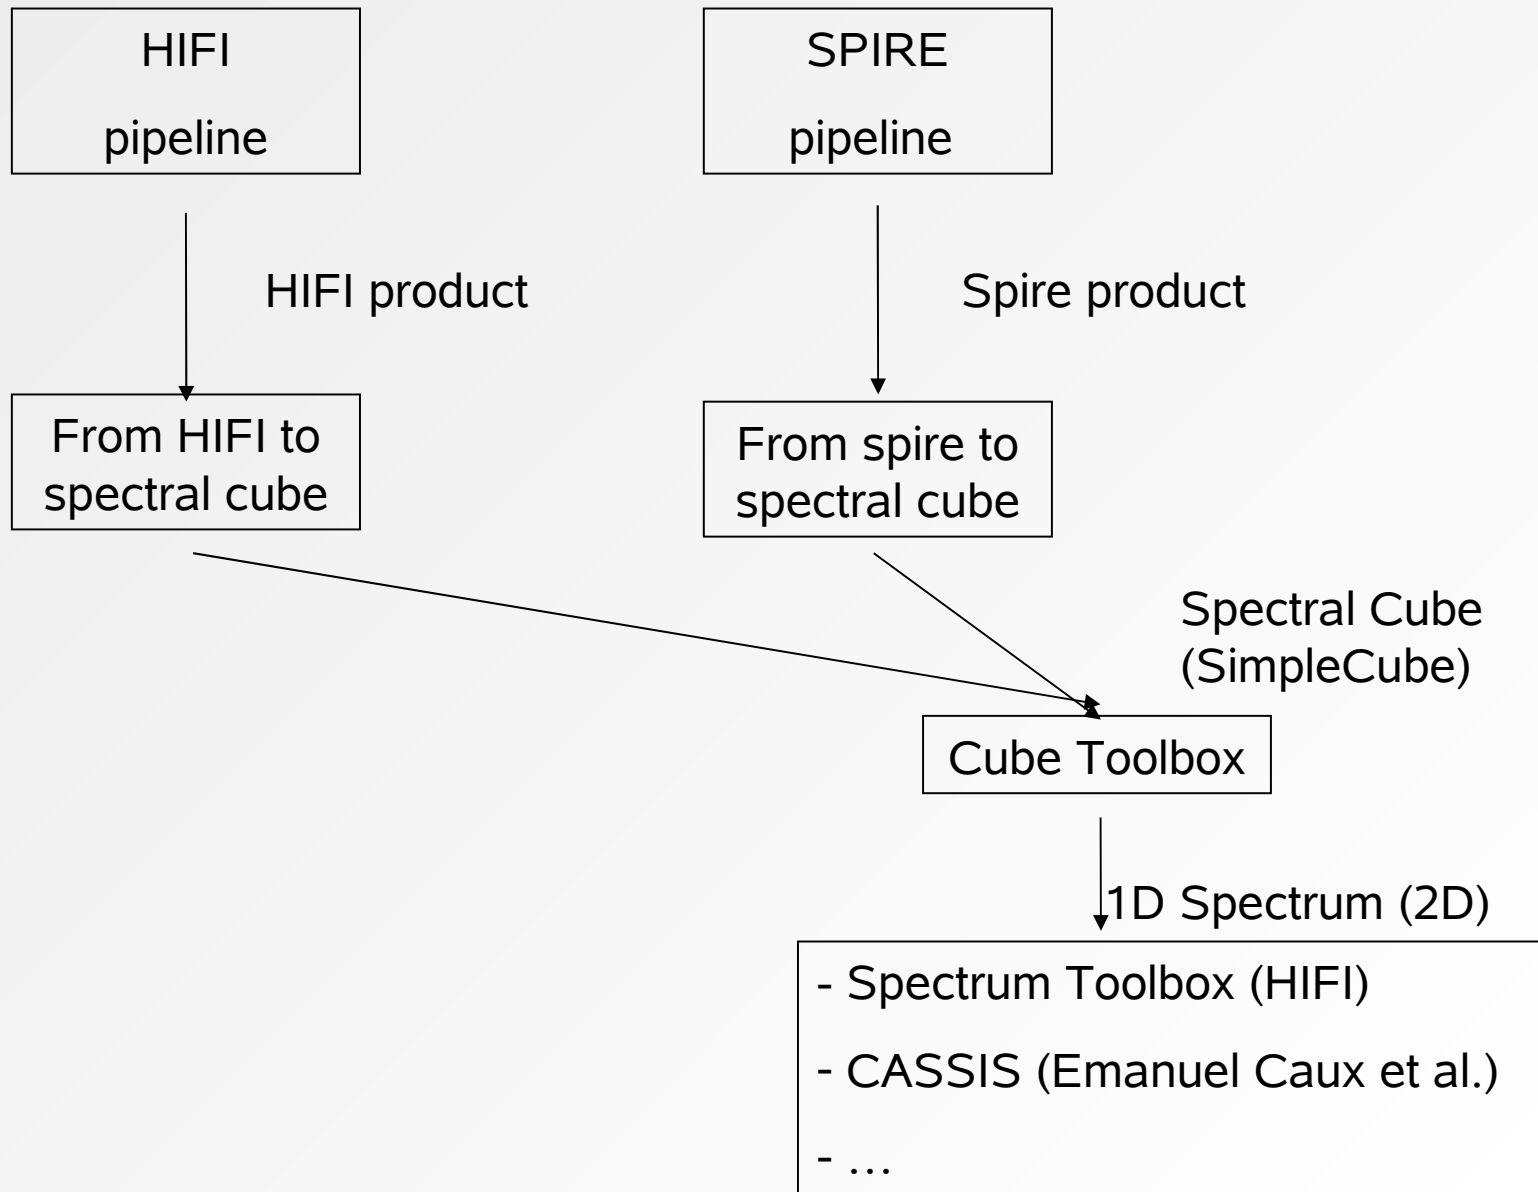 HIFI
pipeline
SPIRE
pipeline
HIFI product
Spire product
From HIFI to
spectral cube
From spire to
spectral cube
Spectral Cube
(SimpleCube)
Cube Toolbox
1D Spectrum (2D)
- Spectrum Toolbox (HIFI)
- CASSIS (Emanuel Caux et al.)
- …